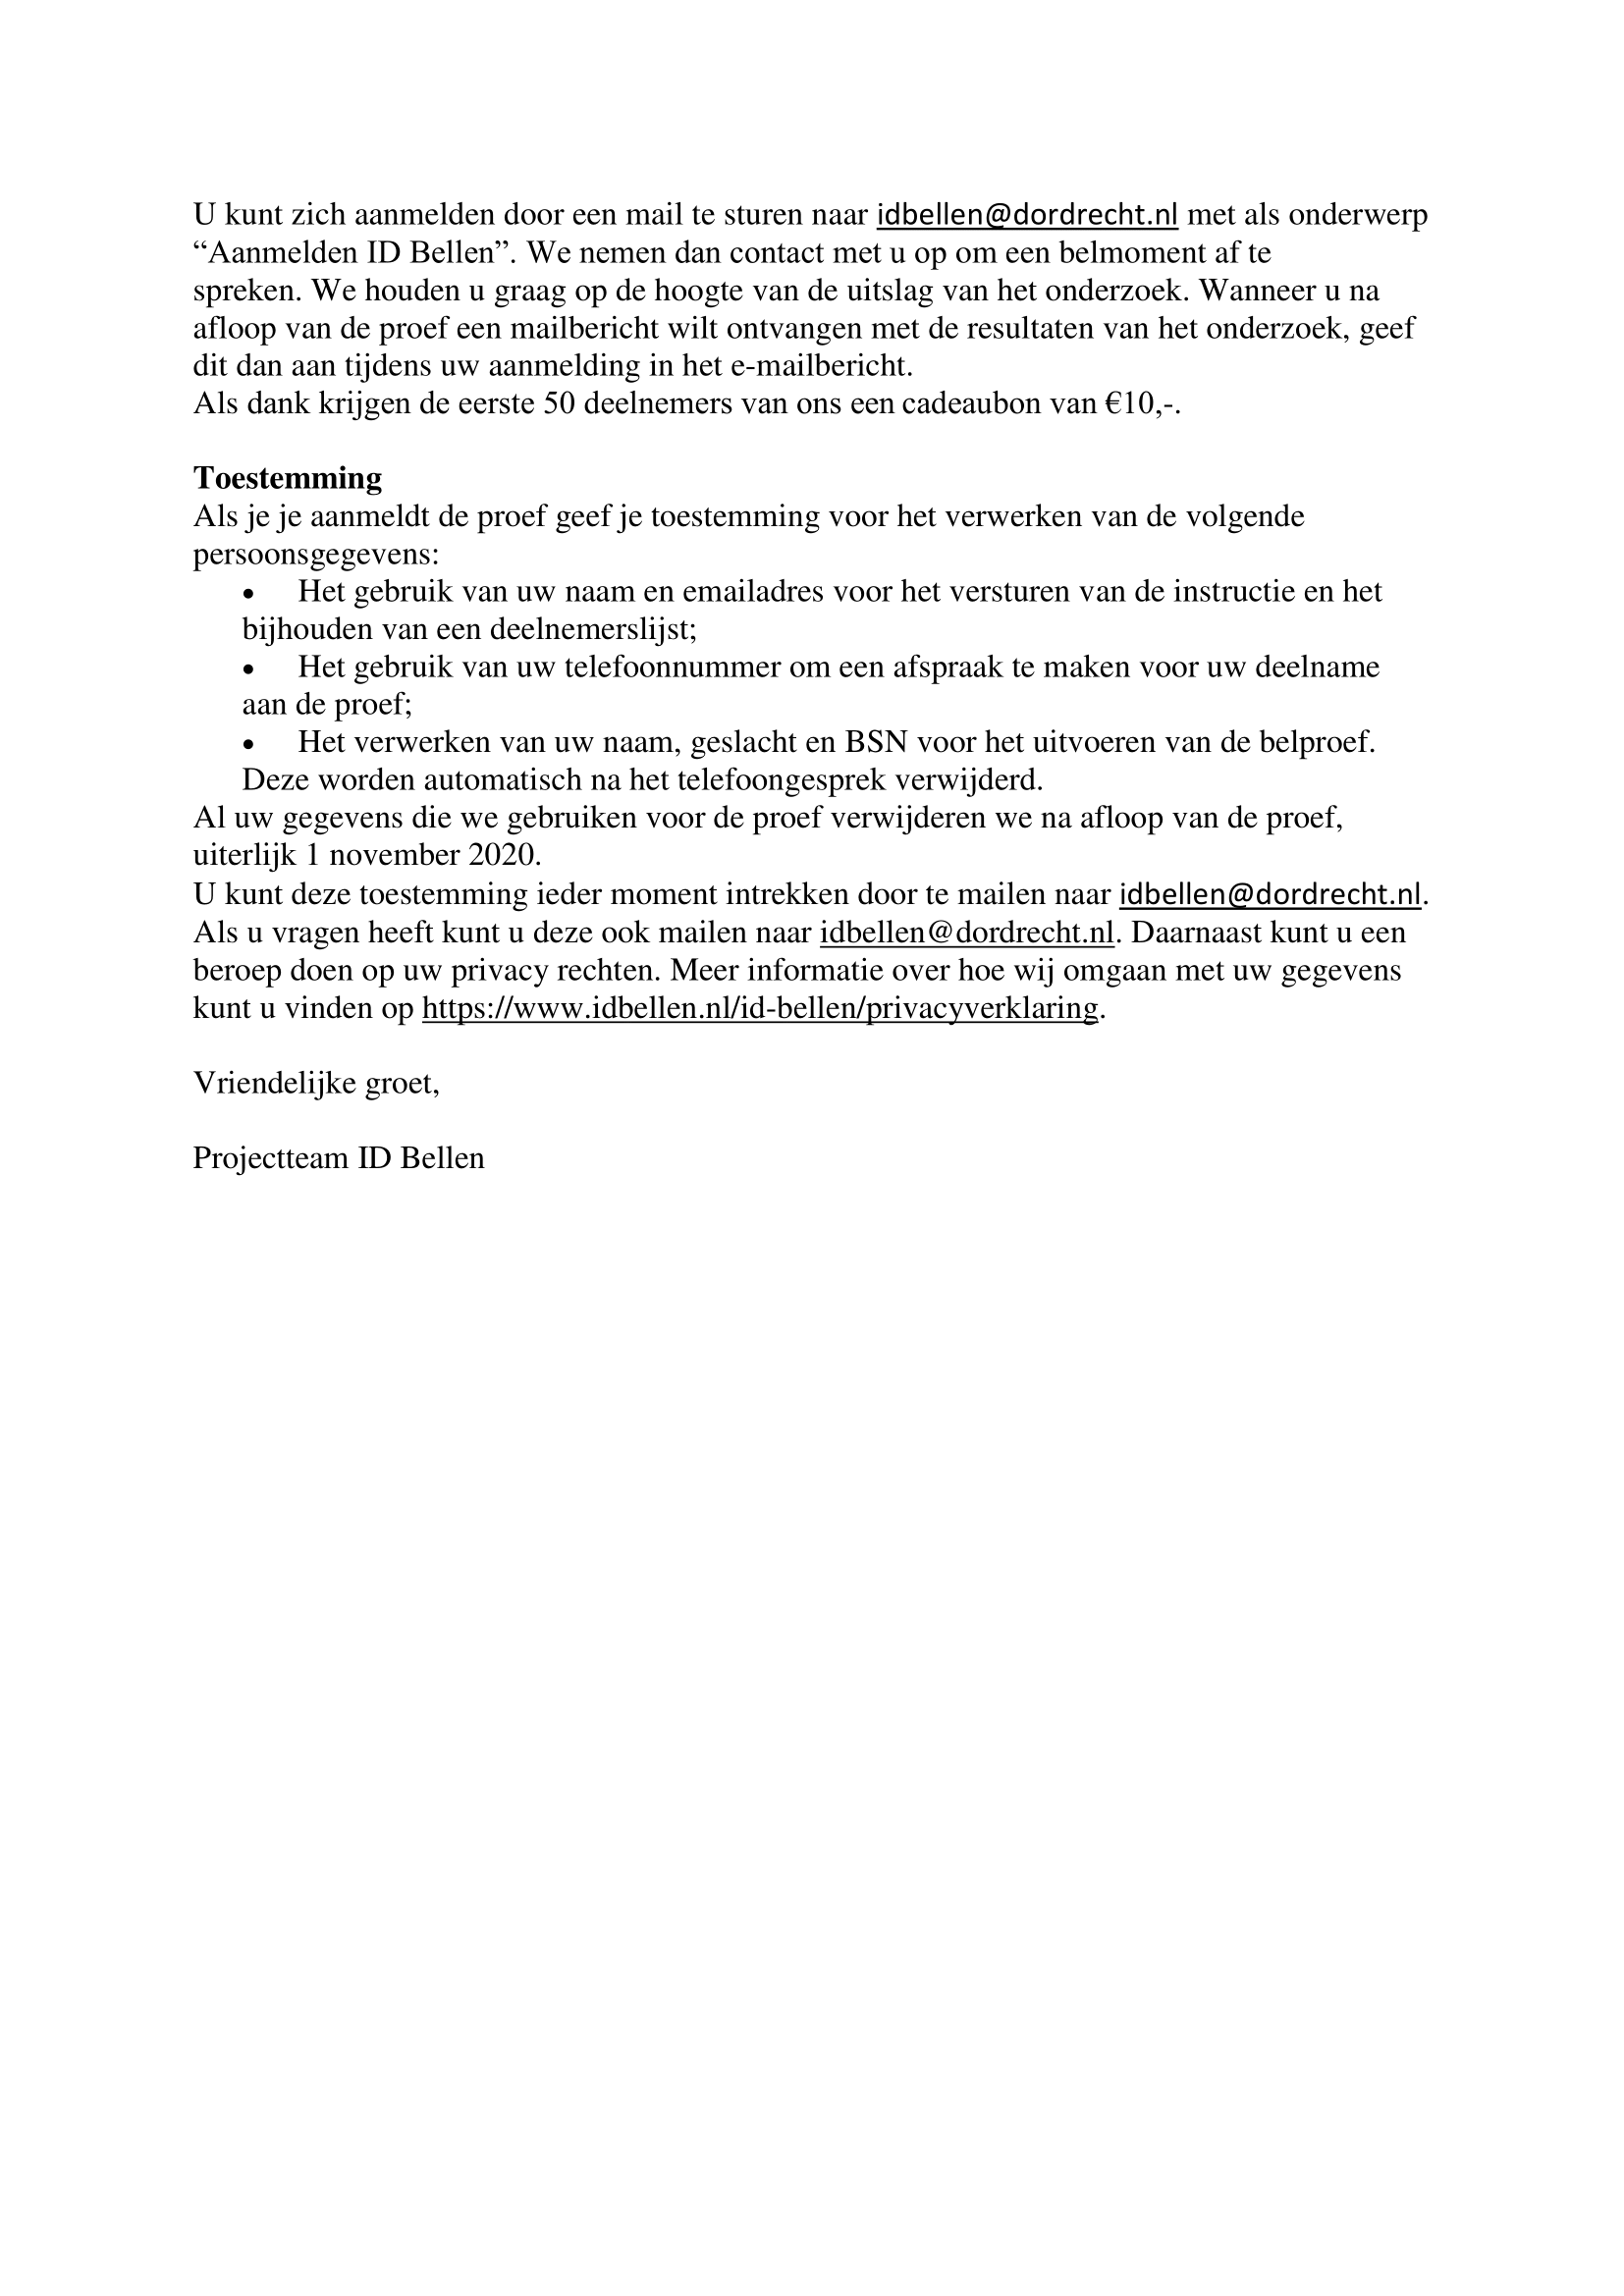 U kunt zich aanmelden door een mail te sturen naar idbellen@dordrecht.nl met als onderwerp
“Aanmelden ID Bellen”. We nemen dan contact met u op om een belmoment af te
spreken. We houden u graag op de hoogte van de uitslag van het onderzoek. Wanneer u na
afloop van de proef een mailbericht wilt ontvangen met de resultaten van het onderzoek, geef
dit dan aan tijdens uw aanmelding in het e-mailbericht.
Als dank krijgen de eerste 50 deelnemers van ons een cadeaubon van €10,-.
Toestemming
Als je je aanmeldt de proef geef je toestemming voor het verwerken van de volgende
persoonsgegevens:
• Het gebruik van uw naam en emailadres voor het versturen van de instructie en het
bijhouden van een deelnemerslijst;
• Het gebruik van uw telefoonnummer om een afspraak te maken voor uw deelname
aan de proef;
• Het verwerken van uw naam, geslacht en BSN voor het uitvoeren van de belproef.
Deze worden automatisch na het telefoongesprek verwijderd.
Al uw gegevens die we gebruiken voor de proef verwijderen we na afloop van de proef,
uiterlijk 1 november 2020.
U kunt deze toestemming ieder moment intrekken door te mailen naar idbellen@dordrecht.nl.
Als u vragen heeft kunt u deze ook mailen naar idbellen@dordrecht.nl. Daarnaast kunt u een
beroep doen op uw privacy rechten. Meer informatie over hoe wij omgaan met uw gegevens
kunt u vinden op https://www.idbellen.nl/id-bellen/privacyverklaring.
Vriendelijke groet,
Projectteam ID Bellen